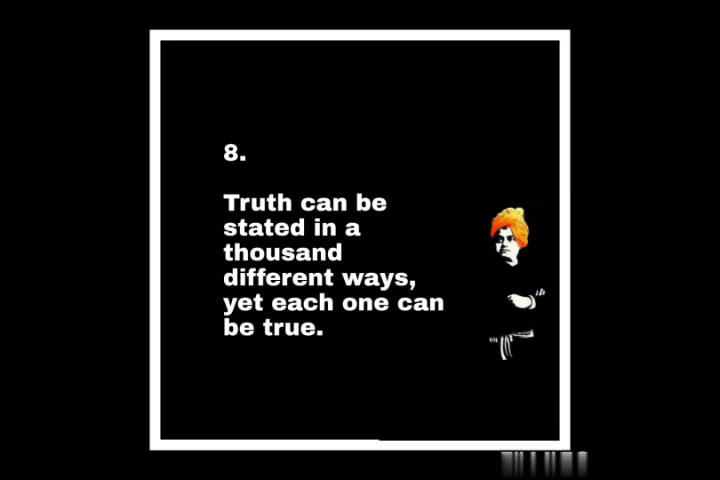 8.
Truth can be
stated in a
thousand
different ways,
yet each one can
be true.